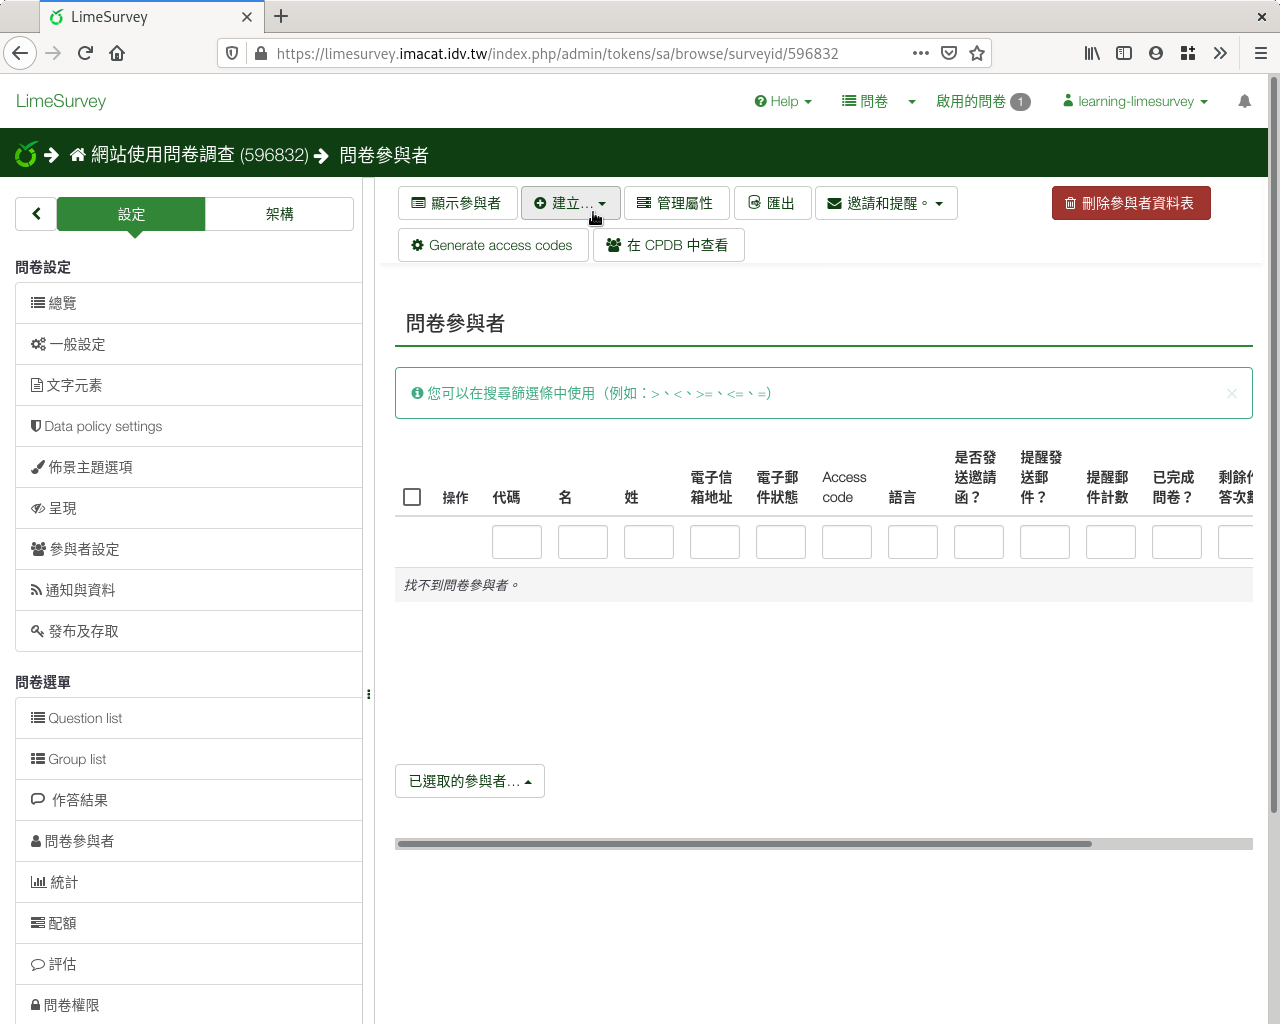 LimeSurvey
https://limesurvey.imacat.idv.tw/index.php/admin/tokens/sa/browse/surveyid/596832
LimeSurvey
Help
問卷
啟用的問卷 1
learning-limesurvey
網站使用問卷調查 (596832)
問卷參與者
設定
架構
顯示參與者
建立...
管理屬性
匯出
邀請和提醒。
刪除參與者資料表
Generate access codes
在 CPDB 中查看
問卷設定
總覽
一般設定
文字元素
Data policy settings
佈景主題選項
呈現
參與者設定
通知與資料
發布及存取
問卷選單
Question list
Group list
作答結果
問卷參與者
統計
配額
評估
問卷權限
問卷參與者
您可以在搜尋篩選條中使用（例如：>、<、>=、<=、=）
×
操作
代碼
名
姓
電子信
箱地址
電子郵
件狀態
Access
code
語言
是否發
送邀請
函？
提醒發
送郵
件？
提醒郵
件計數
已完成
問卷？
剩餘作
答次數
找不到問卷參與者。
已選取的參與者...